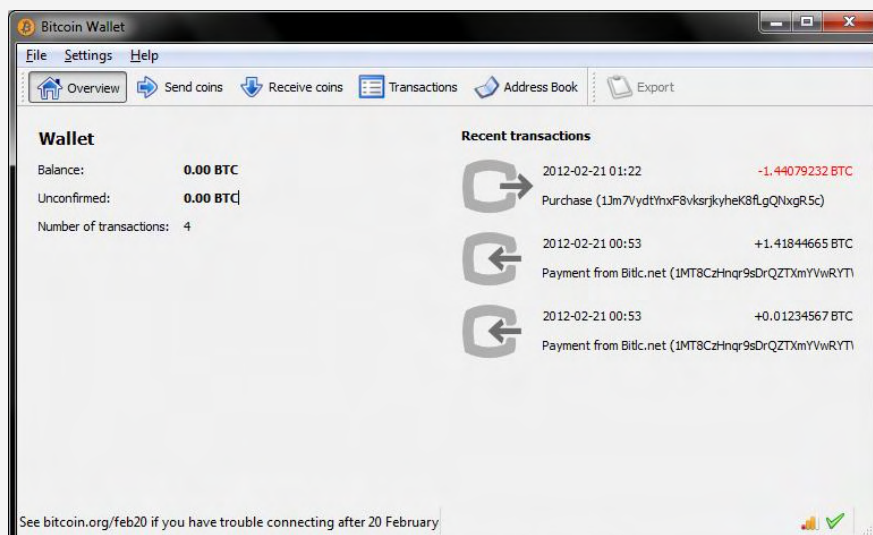 Bitcoin Wallet
File Settings Help
Overview Send coins Receive coins Transactions Address Book Export
Wallet
Balance: 0.00 BTC
Unconfirmed: 0.00 BTC
Number of transactions: 4
Recent transactions
2012-02-21 01:22 -1.44079232 BTC
Purchase (1Jm7VydtYnxF8vksrjkyheK8fLgQNxgR5c)
2012-02-21 00:53 +1.41844665 BTC
Payment from Bitlc.net (1MT8CzHnqr9sDrQZTXmYVwRYT
2012-02-21 00:53 +0.01234567 BTC
Payment from Bitlc.net (1MT8CzHnqr9sDrQZTXmYVwRYT
See bitcoin.org/feb20 if you have trouble connecting after 20 February